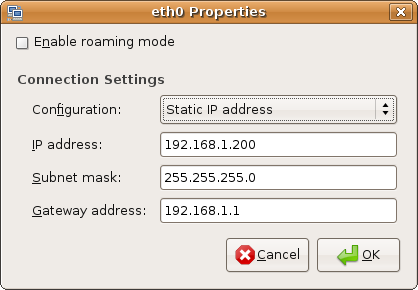 eth0 Properties
Enable roaming mode
Connection Settings
Configuration: Static IP address
IP address: 192.168.1.200
Subnet mask: 255.255.255.0
Gateway address: 192.168.1.1
Cancel OK